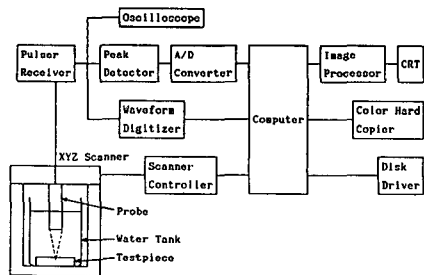 Oscilloscope
Pulser
Receiver
Peak
Detector
A/D
Converter
Computer
Image
Processor
CRT
Waveform
Digitizer
Color Hard
Copier
XYZ Scanner
Scanner
Controller
Disk
Driver
Probe
Water Tank
Testpiece